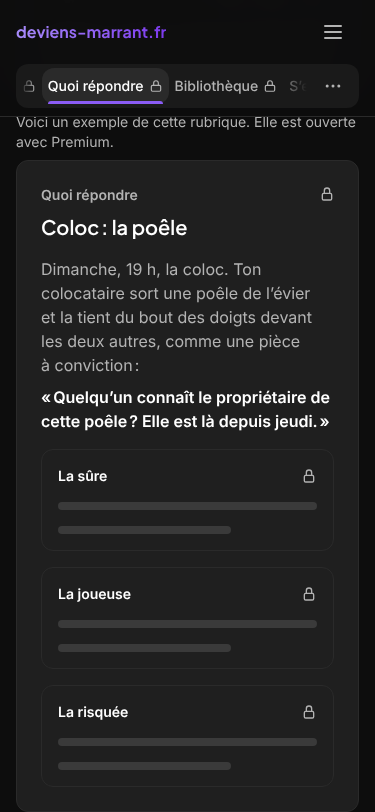 deviens-marrant.fr
Quoi répondre
Bibliothèque
Voici un exemple de cette rubrique. Elle est ouverte
avec Premium.
Quoi répondre
Coloc : la poêle
Dimanche, 19 h, la coloc. Ton
colocataire sort une poêle de l’évier
et la tient du bout des doigts devant
les deux autres, comme une pièce
à conviction :
« Quelqu’un connaît le propriétaire de
cette poêle ? Elle est là depuis jeudi. »
La sûre
La joueuse
La risquée